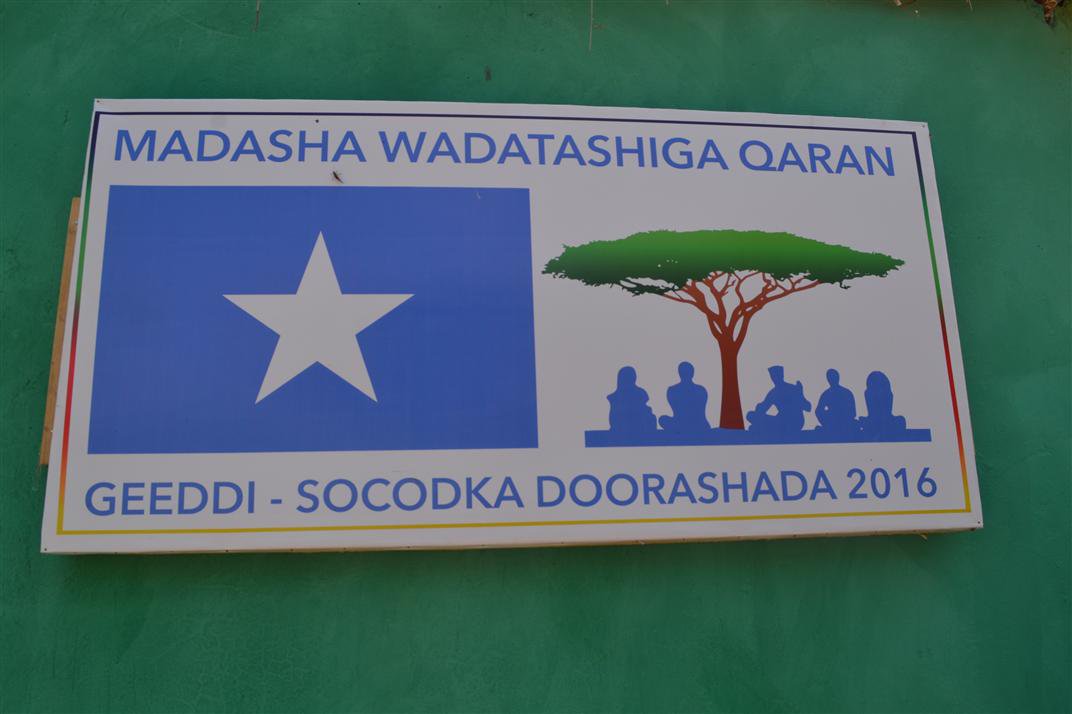 MADASHA WADATASHIGA QARAN
GEEDDI - SOCODKA DOORASHADA 2016